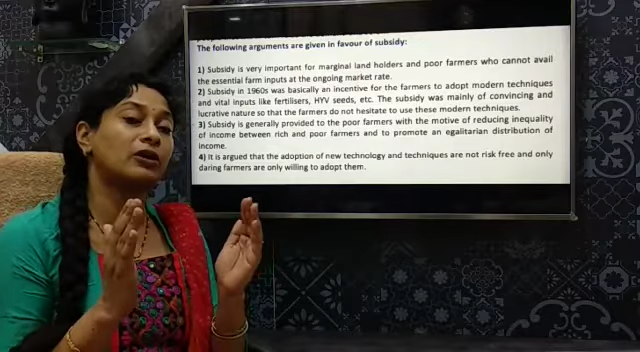 The following arguments are given in favour of subsidy:
1) Subsidy is very important for marginal land holders and poor farmers who cannot avail
the essential farm inputs at the ongoing market rate.
2) Subsidy in 1960s was basically an incentive for the farmers to adopt modern techniques
and vital inputs like fertilisers, HYV seeds, etc. The subsidy was mainly of convincing and
lucrative nature so that the farmers do not hesitate to use these modern techniques.
3) Subsidy is generally provided to the poor farmers with the motive of reducing inequality
of income between rich and poor farmers and to promote an egalitarian distribution of
income.
4) It is argued that the adoption of new technology and techniques are not risk free and only
daring farmers are only willing to adopt them.